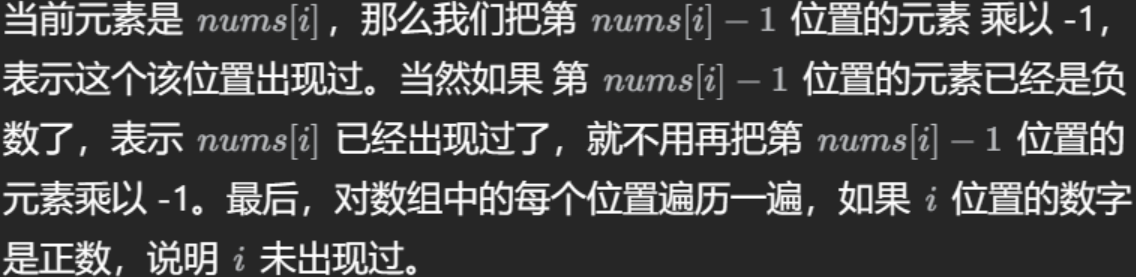 当前元素是 nums[i]，那么我们把第 nums[i] − 1 位置的元素 乘以 -1，
表示这个该位置出现过。当然如果 第 nums[i] − 1 位置的元素已经是负
数了，表示 nums[i] 已经出现过了，就不用再把第 nums[i] − 1 位置的
元素乘以 -1。最后，对数组中的每个位置遍历一遍，如果 i 位置的数字
是正数，说明 i 未出现过。